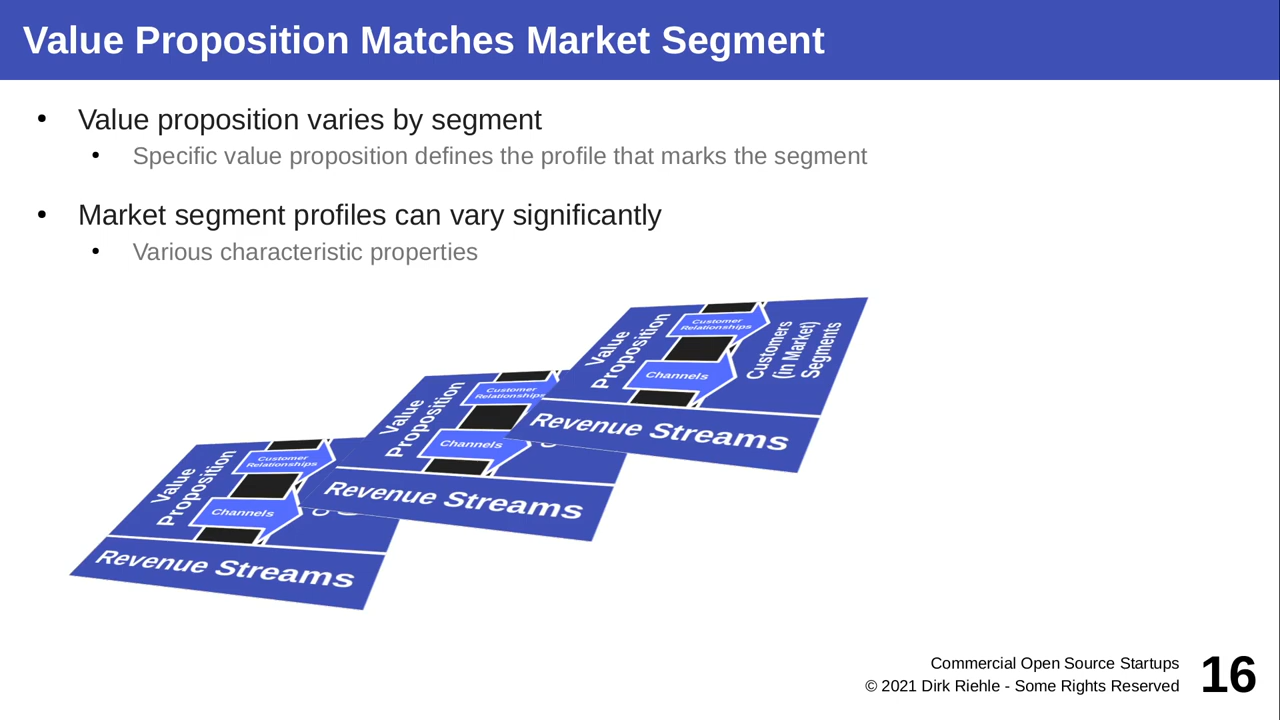 Value Proposition Matches Market Segment
• Value proposition varies by segment
• Specific value proposition defines the profile that marks the segment
• Market segment profiles can vary significantly
• Various characteristic properties
Value
Proposition
Customer
Relationships
Channels
Customers
(in Market)
Segments
Revenue Streams
Value
Proposition
Customer
Relationships
Channels
Revenue Streams
Value
Proposition
Customer
Relationships
Channels
Revenue Streams
Commercial Open Source Startups
© 2021 Dirk Riehle - Some Rights Reserved
16